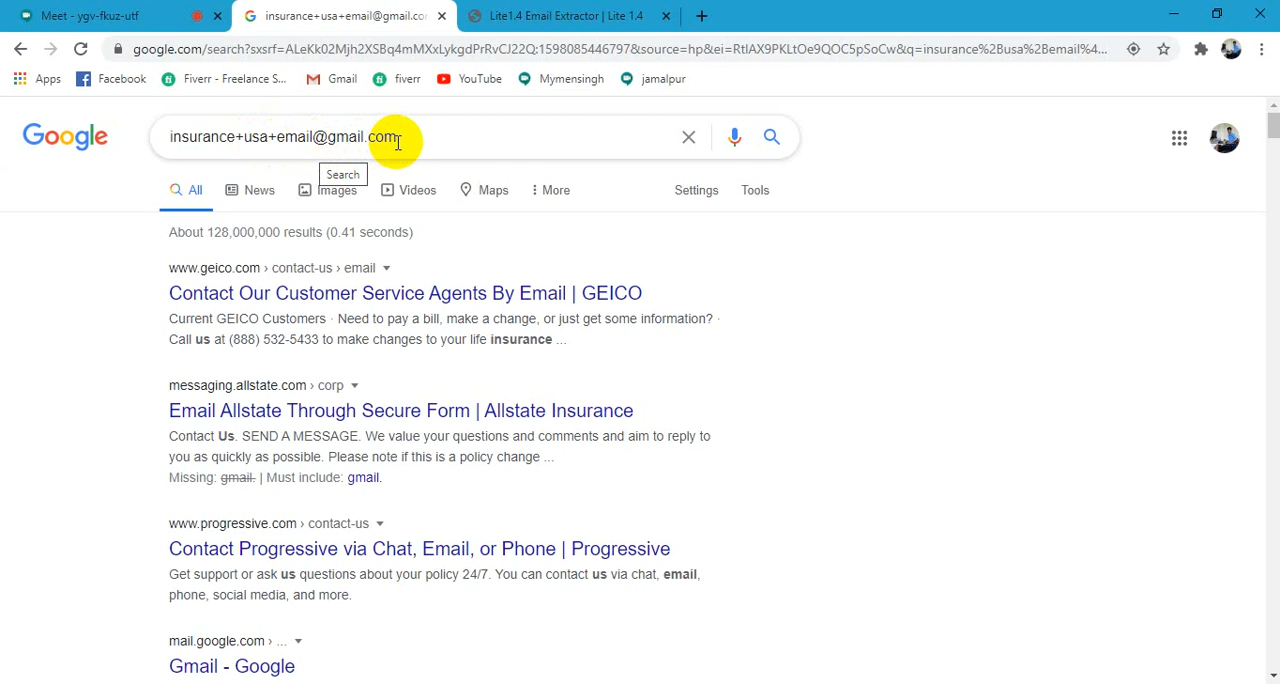 Meet - ygv-fkuz-utf
insurance+usa+email@gmail.co
Lite1.4 Email Extractor | Lite 1.4
google.com/search?sxsrf=ALeKk02Mjh2XSBq4mMXxLykgdPrRvCJ22Q:1598085446797&source=hp&ei=RtlAX9PKLtOe9QOC5pSoCw&q=insurance%2Busa%2Bemail%4...
Apps
Facebook
Fiverr - Freelance S...
Gmail
fiverr
YouTube
Mymensingh
jamalpur
Google
insurance+usa+email@gmail.com
Search
All
News
Images
Videos
Maps
More
Settings
Tools
About 128,000,000 results (0.41 seconds)
www.geico.com › contact-us › email
Contact Our Customer Service Agents By Email | GEICO
Current GEICO Customers · Need to pay a bill, make a change, or just get some information? ·
Call us at (888) 532-5433 to make changes to your life insurance ...
messaging.allstate.com › corp
Email Allstate Through Secure Form | Allstate Insurance
Contact Us. SEND A MESSAGE. We value your questions and comments and aim to reply to
you as quickly as possible. Please note if this is a policy change ...
Missing: gmail. | Must include: gmail.
www.progressive.com › contact-us
Contact Progressive via Chat, Email, or Phone | Progressive
Get support or ask us questions about your policy 24/7. You can contact us via chat, email,
phone, social media, and more.
mail.google.com › ...
Gmail - Google